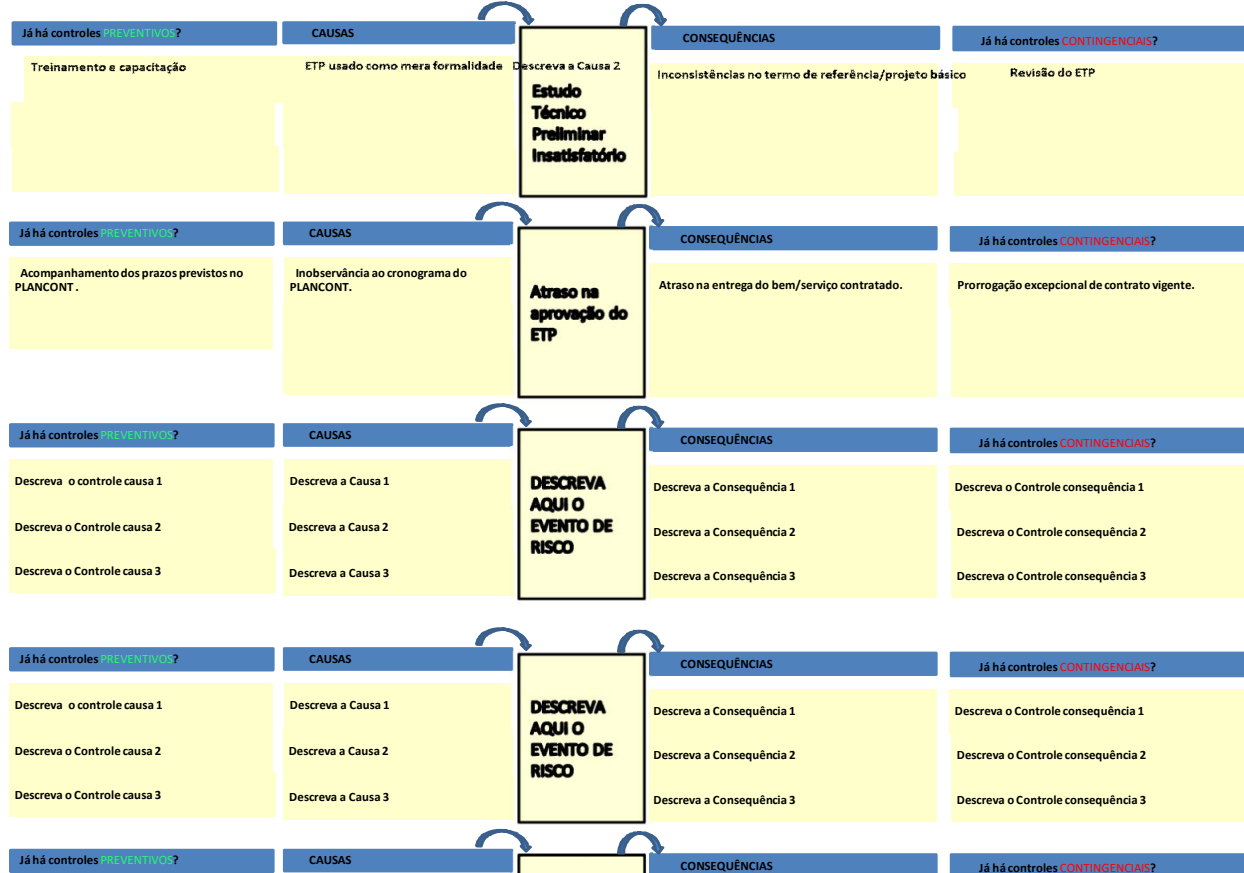 Já há controles PREVENTIVOS?
CAUSAS
CONSEQUÊNCIAS
Já há controles CONTINGENCIAIS?
Treinamento e capacitação
ETP usado como mera formalidade
Descreva a Causa 2
Estudo
Técnico
Preliminar
Insatisfatório
Inconsistências no termo de referência/projeto básico
Revisão do ETP
Já há controles PREVENTIVOS?
CAUSAS
CONSEQUÊNCIAS
Já há controles CONTINGENCIAIS?
Acompanhamento dos prazos previstos no
PLANCONT .
Inobservância ao cronograma do
PLANCONT.
Atraso na
aprovação do
ETP
Atraso na entrega do bem/serviço contratado.
Prorrogação excepcional de contrato vigente.
Já há controles PREVENTIVOS?
CAUSAS
CONSEQUÊNCIAS
Já há controles CONTINGENCIAIS?
Descreva o controle causa 1
Descreva o Controle causa 2
Descreva o Controle causa 3
Descreva a Causa 1
Descreva a Causa 2
Descreva a Causa 3
DESCREVA
AQUI O
EVENTO DE
RISCO
Descreva a Consequência 1
Descreva a Consequência 2
Descreva a Consequência 3
Descreva o Controle consequência 1
Descreva o Controle consequência 2
Descreva o Controle consequência 3
Já há controles PREVENTIVOS?
CAUSAS
CONSEQUÊNCIAS
Já há controles CONTINGENCIAIS?
Descreva o controle causa 1
Descreva o Controle causa 2
Descreva o Controle causa 3
Descreva a Causa 1
Descreva a Causa 2
Descreva a Causa 3
DESCREVA
AQUI O
EVENTO DE
RISCO
Descreva a Consequência 1
Descreva a Consequência 2
Descreva a Consequência 3
Descreva o Controle consequência 1
Descreva o Controle consequência 2
Descreva o Controle consequência 3
Já há controles PREVENTIVOS?
CAUSAS
CONSEQUÊNCIAS
Já há controles CONTINGENCIAIS?